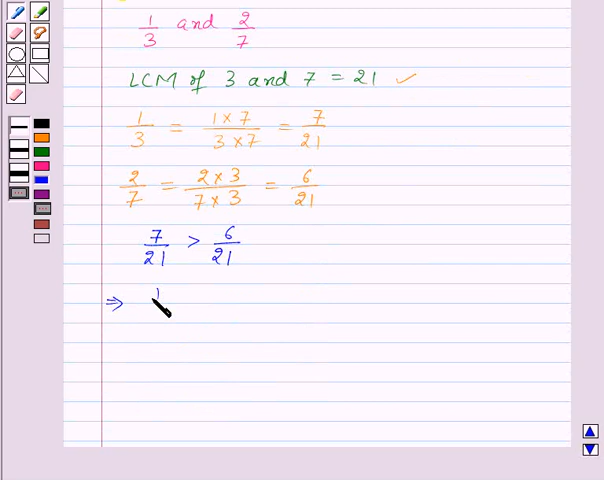 1/3 and 2/7
LCM of 3 and 7 = 21 ✓
1/3 = 1×7/3×7 = 7/21
2/7 = 2×3/7×3 = 6/21
7/21 > 6/21
⇒ 1